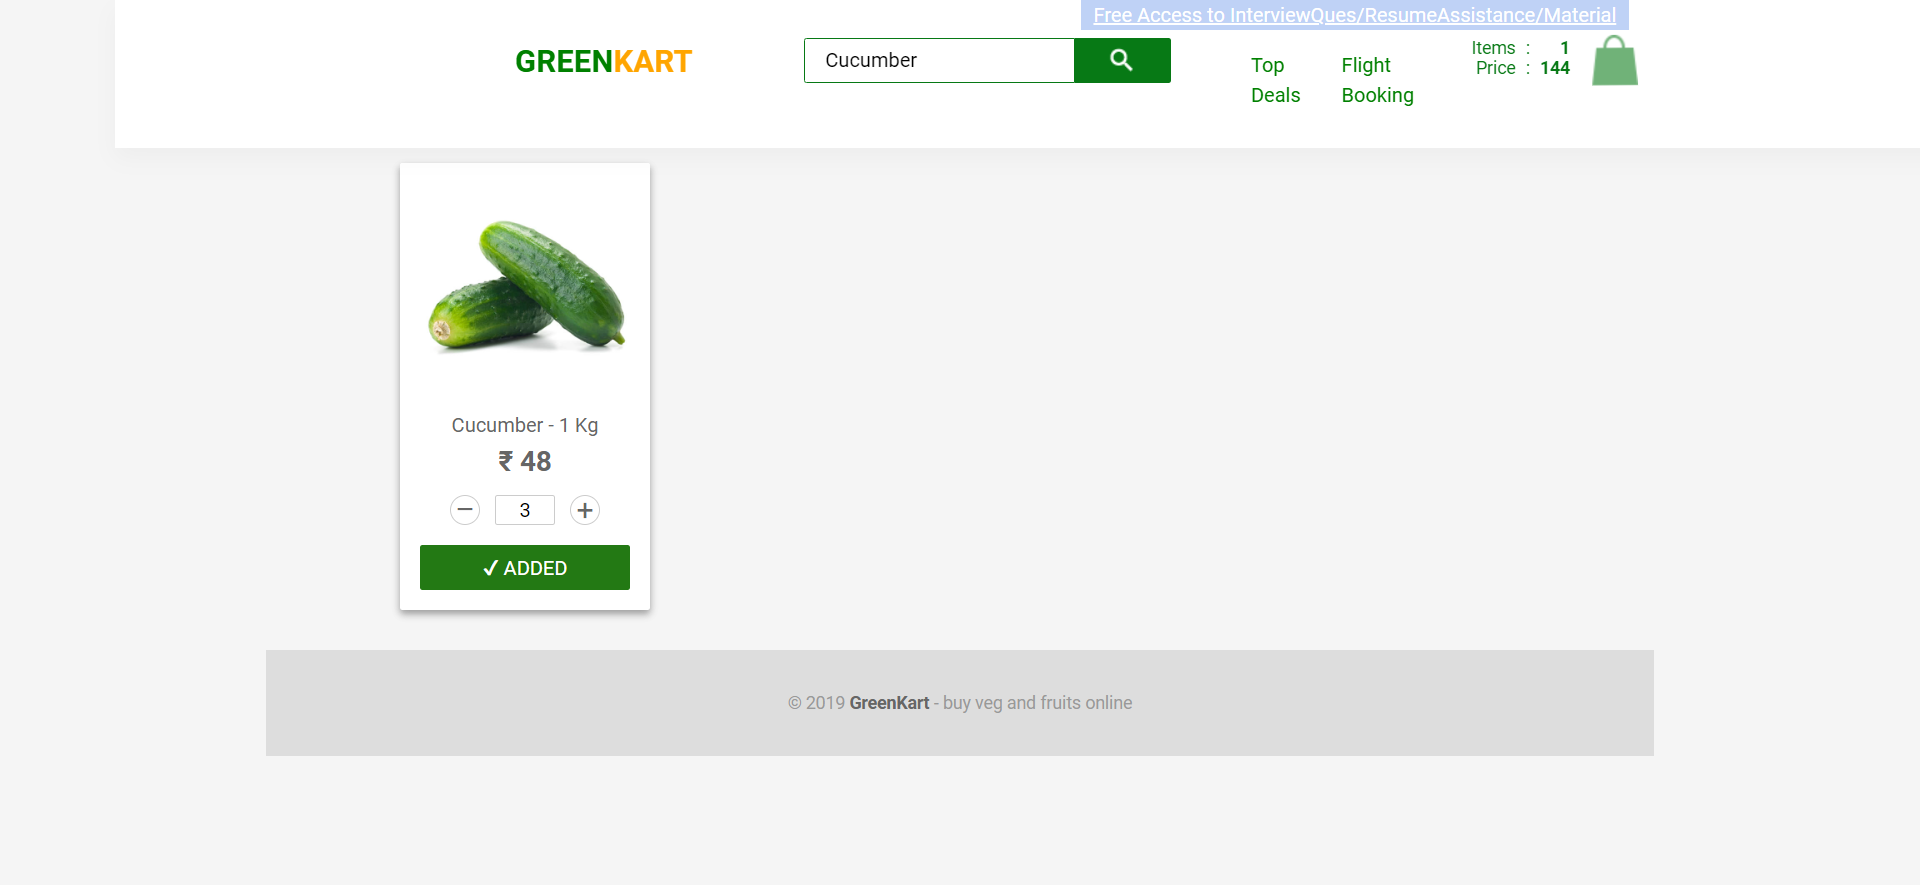 Free Access to InterviewQues/ResumeAssistance/Material
GREENKART
Cucumber
Top Deals
Flight Booking
Items : 1
Price : 144
Cucumber - 1 Kg
₹ 48
− 3 +
✓ ADDED
© 2019 GreenKart - buy veg and fruits online